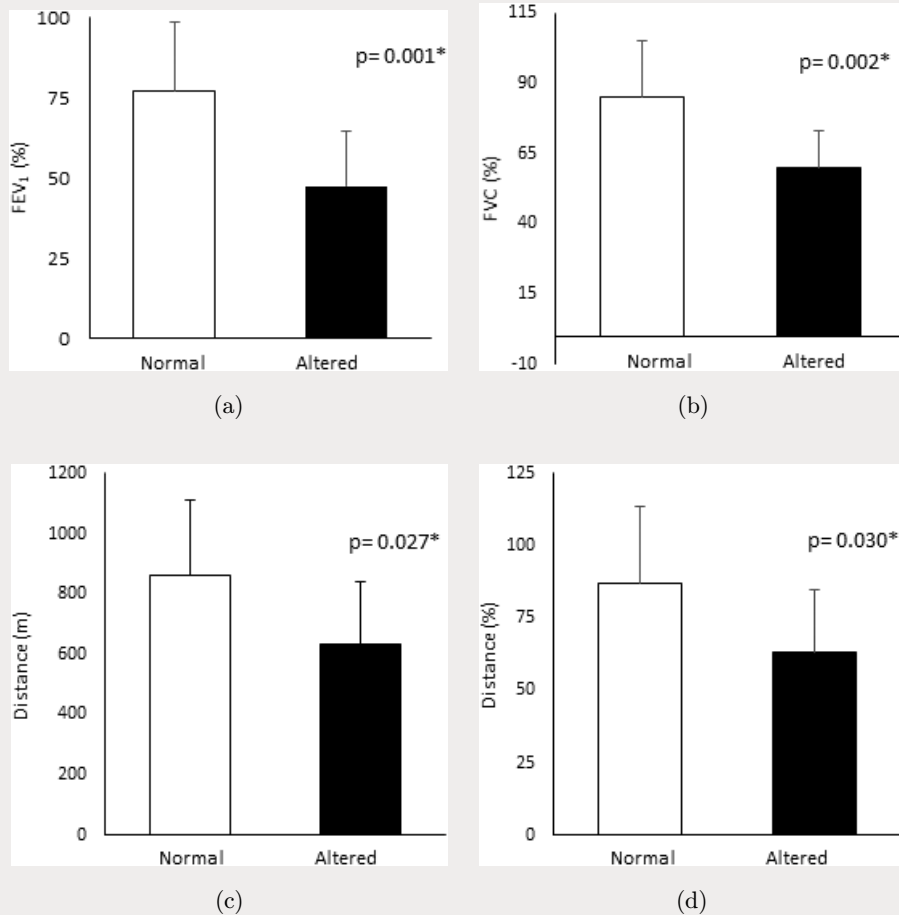 100
75
50
25
0
FEV₁ (%)
p= 0.001*
Normal Altered
(a)
115
90
65
40
15
-10
FVC (%)
p= 0.002*
Normal Altered
(b)
1200
1000
800
600
400
200
0
Distance (m)
p= 0.027*
Normal Altered
(c)
125
100
75
50
25
0
Distance (%)
p= 0.030*
Normal Altered
(d)